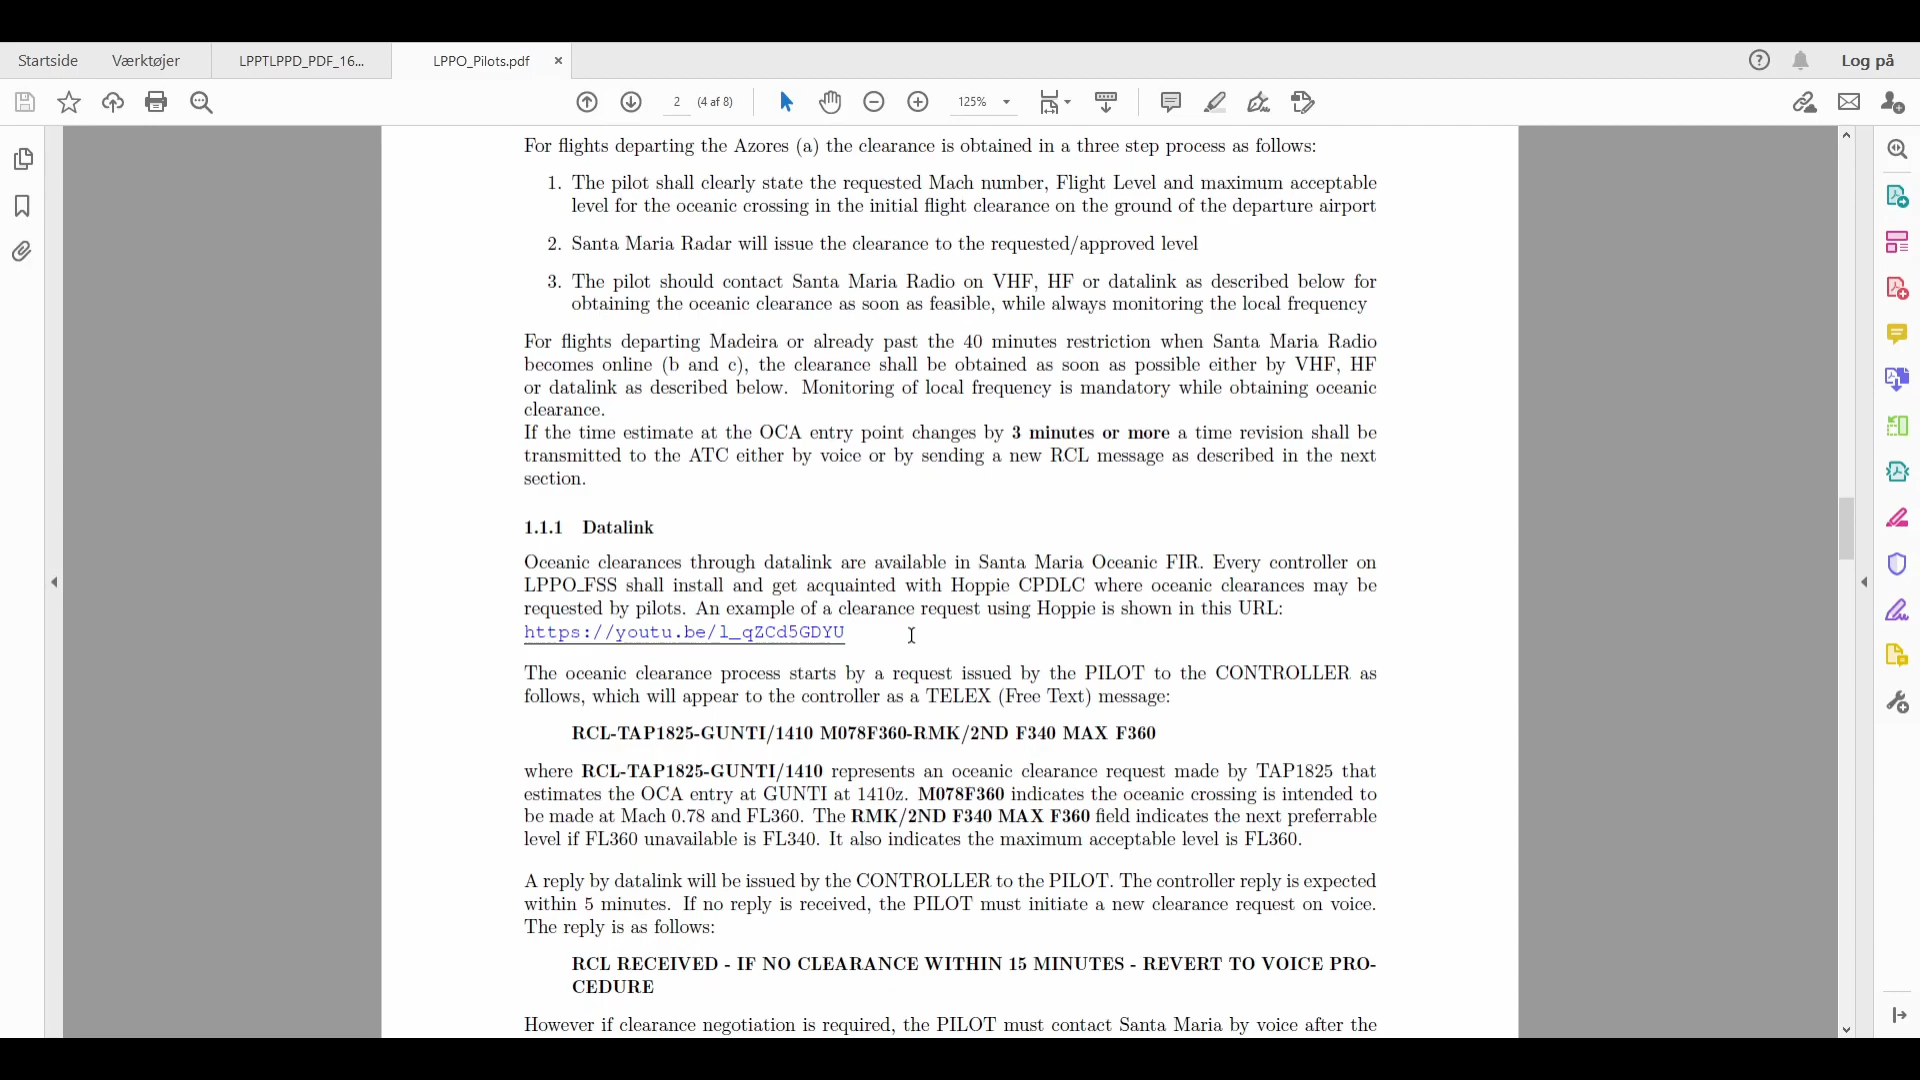 Startside Værktøjer LPPTLPPD_PDF_16... LPPO_Pilots.pdf × Log på
2 (4 af 8) 125%
For flights departing the Azores (a) the clearance is obtained in a three step process as follows:
1. The pilot shall clearly state the requested Mach number, Flight Level and maximum acceptable
level for the oceanic crossing in the initial flight clearance on the ground of the departure airport
2. Santa Maria Radar will issue the clearance to the requested/approved level
3. The pilot should contact Santa Maria Radio on VHF, HF or datalink as described below for
obtaining the oceanic clearance as soon as feasible, while always monitoring the local frequency
For flights departing Madeira or already past the 40 minutes restriction when Santa Maria Radio
becomes online (b and c), the clearance shall be obtained as soon as possible either by VHF, HF
or datalink as described below. Monitoring of local frequency is mandatory while obtaining oceanic
clearance.
If the time estimate at the OCA entry point changes by 3 minutes or more a time revision shall be
transmitted to the ATC either by voice or by sending a new RCL message as described in the next
section.
1.1.1 Datalink
Oceanic clearances through datalink are available in Santa Maria Oceanic FIR. Every controller on
LPPO_FSS shall install and get acquainted with Hoppie CPDLC where oceanic clearances may be
requested by pilots. An example of a clearance request using Hoppie is shown in this URL:
https://youtu.be/l_qZCd5GDYU
The oceanic clearance process starts by a request issued by the PILOT to the CONTROLLER as
follows, which will appear to the controller as a TELEX (Free Text) message:
RCL-TAP1825-GUNTI/1410 M078F360-RMK/2ND F340 MAX F360
where RCL-TAP1825-GUNTI/1410 represents an oceanic clearance request made by TAP1825 that
estimates the OCA entry at GUNTI at 1410z. M078F360 indicates the oceanic crossing is intended to
be made at Mach 0.78 and FL360. The RMK/2ND F340 MAX F360 field indicates the next preferrable
level if FL360 unavailable is FL340. It also indicates the maximum acceptable level is FL360.
A reply by datalink will be issued by the CONTROLLER to the PILOT. The controller reply is expected
within 5 minutes. If no reply is received, the PILOT must initiate a new clearance request on voice.
The reply is as follows:
RCL RECEIVED - IF NO CLEARANCE WITHIN 15 MINUTES - REVERT TO VOICE PRO-
CEDURE
However if clearance negotiation is required, the PILOT must contact Santa Maria by voice after the